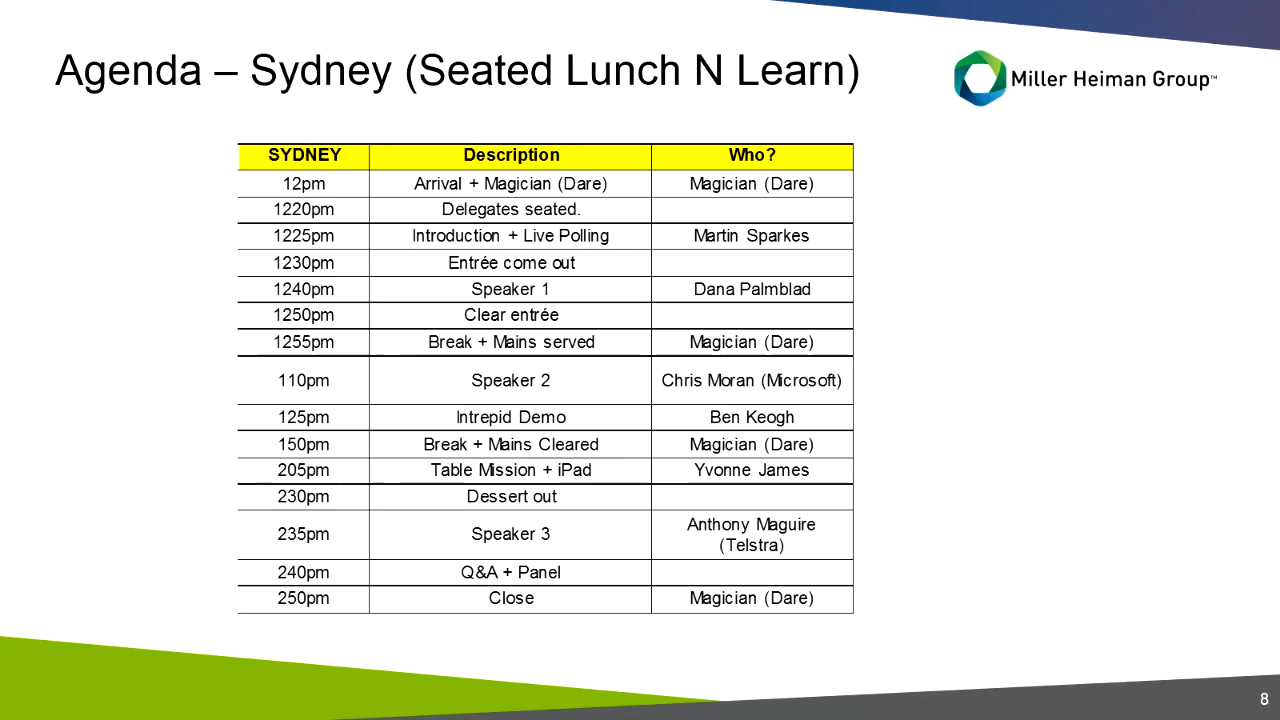 Agenda – Sydney (Seated Lunch N Learn)
Miller Heiman Group™
SYDNEY Description Who?
12pm Arrival + Magician (Dare) Magician (Dare)
1220pm Delegates seated.
1225pm Introduction + Live Polling Martin Sparkes
1230pm Entrée come out
1240pm Speaker 1 Dana Palmblad
1250pm Clear entrée
1255pm Break + Mains served Magician (Dare)
110pm Speaker 2 Chris Moran (Microsoft)
125pm Intrepid Demo Ben Keogh
150pm Break + Mains Cleared Magician (Dare)
205pm Table Mission + iPad Yvonne James
230pm Dessert out
235pm Speaker 3 Anthony Maguire
(Telstra)
240pm Q&A + Panel
250pm Close Magician (Dare)
8